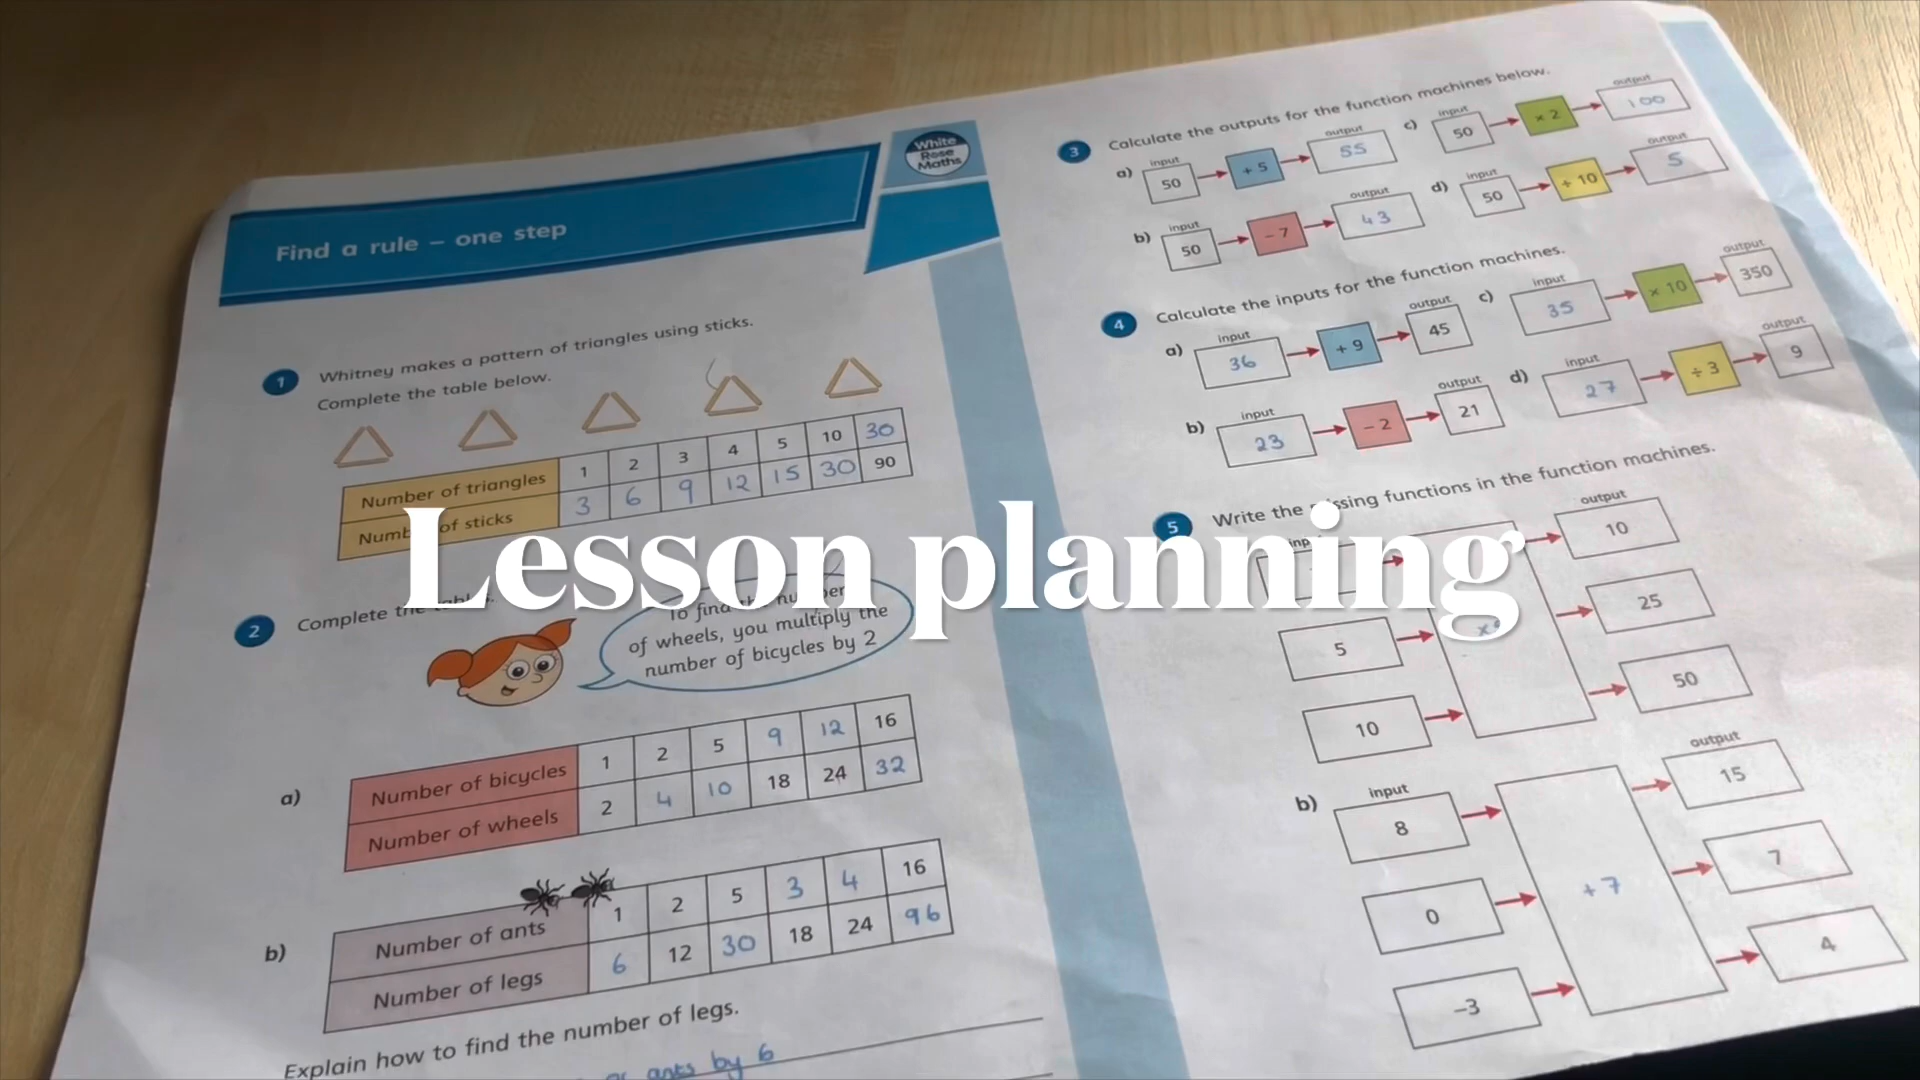 White
Rose
Maths
Find a rule – one step
1 Whitney makes a pattern of triangles using sticks.
Complete the table below.
Number of triangles 1 2 3 4 5 10 30
Number of sticks 3 6 9 12 15 30 90
Lesson planning
2 Complete the tables.
To find the number
of wheels, you multiply the
number of bicycles by 2
a)
Number of bicycles 1 2 5 9 12 16
Number of wheels 2 4 10 18 24 32
b)
Number of ants 1 2 5 3 4 16
Number of legs 6 12 30 18 24 96
Explain how to find the number of legs.
ants by 6
3 Calculate the outputs for the function machines below.
a) input 50 + 5 output 55
c) input 50 × 2 output 100
b) input 50 – 7 output 43
d) input 50 ÷ 10 output 5
4 Calculate the inputs for the function machines.
a) input 36 + 9 output 45
c) input 35 × 10 output 350
b) input 23 – 2 output 21
d) input 27 ÷ 3 output 9
5 Write the missing functions in the function machines.
output
10
5 25
10 50
b) input output
8 15
0 + 7 7
–3 4